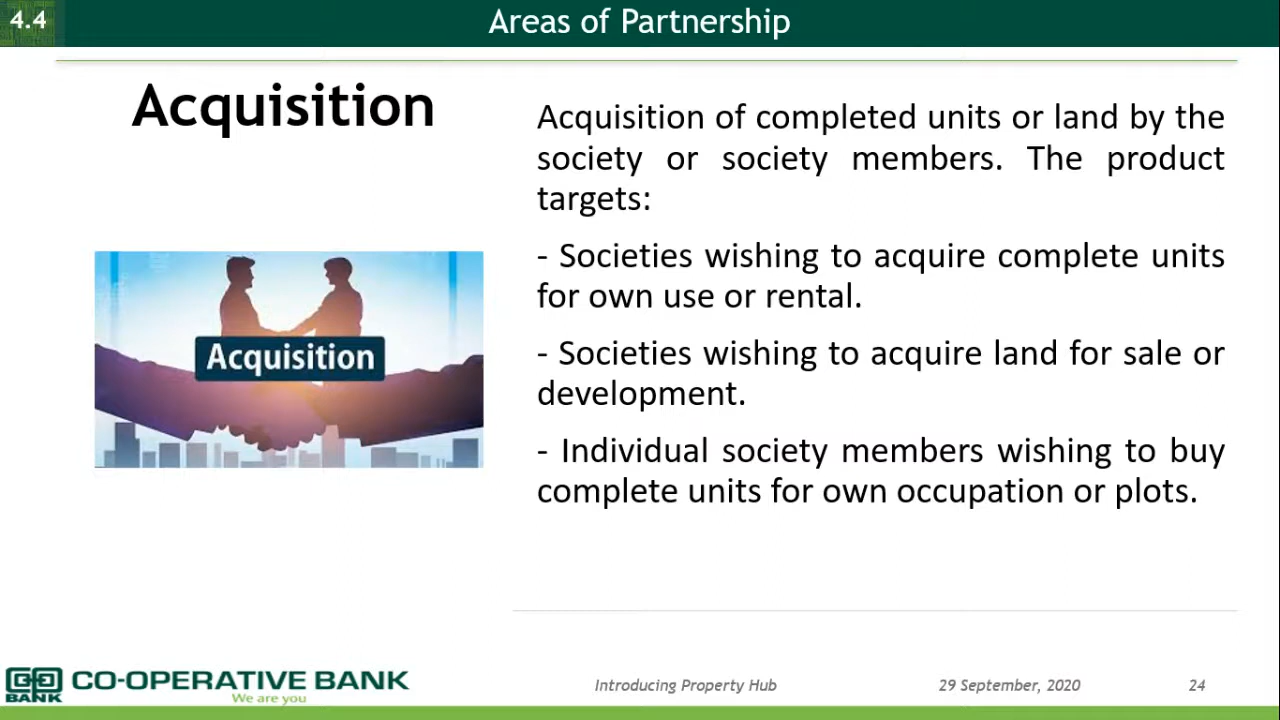 4.4
Areas of Partnership
Acquisition
Acquisition
Acquisition of completed units or land by the
society or society members. The product
targets:
- Societies wishing to acquire complete units
for own use or rental.
- Societies wishing to acquire land for sale or
development.
- Individual society members wishing to buy
complete units for own occupation or plots.
BANK
CO-OPERATIVE BANK
We are you
Introducing Property Hub
29 September, 2020
24